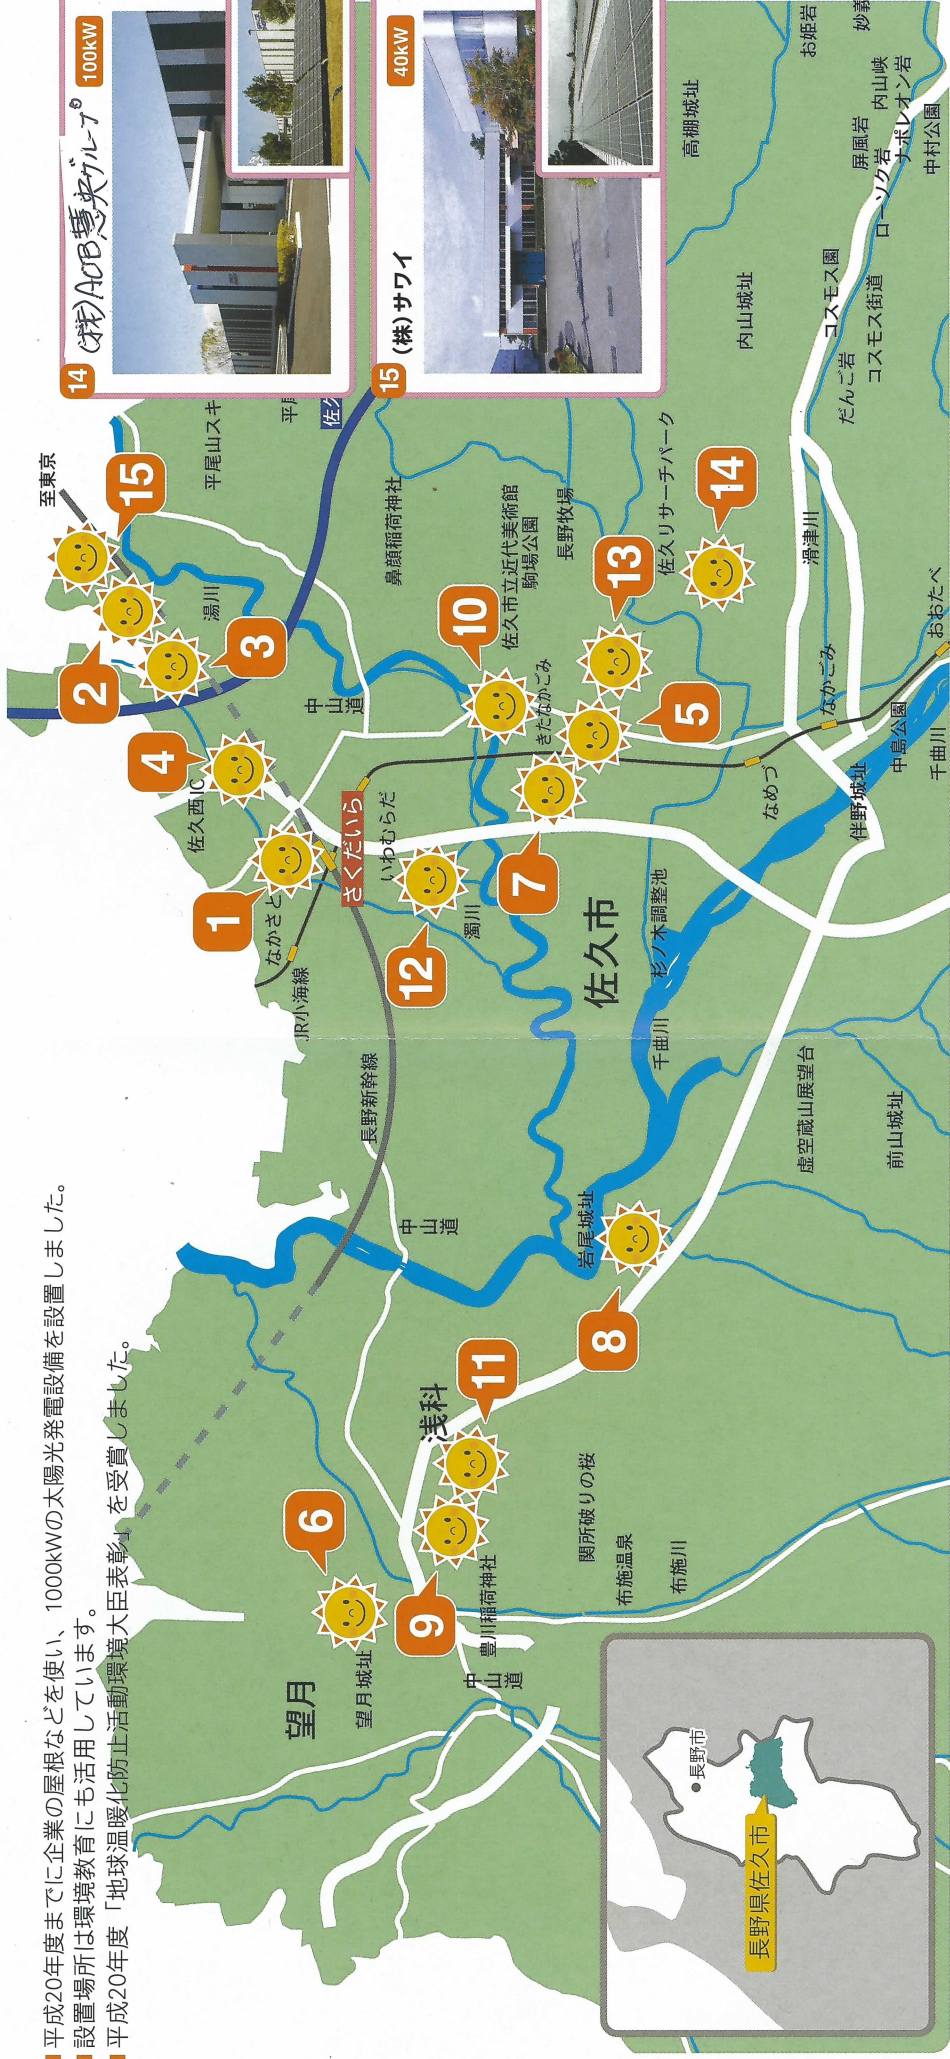 平成20年度までに企業の屋根などを使い、1000kWの太陽光発電設備を設置しました。
設置場所は環境教育にも活用しています。
平成20年度「地球温暖化防止活動環境大臣表彰」を受賞しました。
14 (株)AOB慧央グループ 100kW
15 (株)サワイ 40kW
至東京
15
2
3
湯川
平尾山スキ
4
佐久西IC
中山道
1
なかさと
JR小海線
さくだいら
いわむらだ
鼻顔稲荷神社
12
濁川
10
佐久市立近代美術館
駒場公園
長野牧場
きたなかごみ
13
佐久リサーチパーク
14
7
5
佐久市
杉ノ木調整池
千曲川
なめづ
なかごみ
滑津川
伴野城址
中島公園
千曲川
おおたべ
高棚城址
内山城址
お姫岩
妙義
屏風岩
内山峡
ローソク岩
ナポレオン岩
中村公園
コスモス園
だんご岩
コスモス街道
長野新幹線
中山道
岩尾城址
8
虚空蔵山展望台
前山城址
浅科
11
6
9
豊川稲荷神社
関所破りの桜
布施温泉
布施川
望月
望月城址
中山道
長野市
長野県佐久市